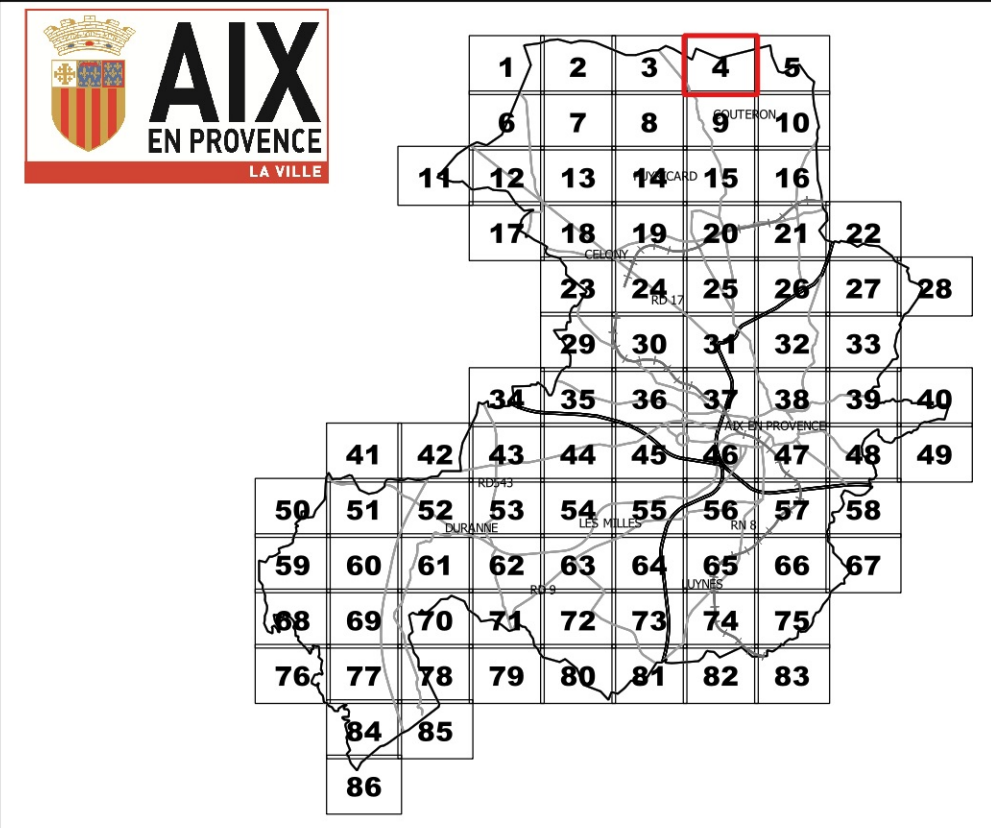 AIX
EN PROVENCE
LA VILLE
1 2 3 4 5
COUTERON
6 7 8 9 10
PUYRICARD
11 12 13 14 15 16
17 18 19 20 21 22
CELONY
23 24 25 26 27 28
RD 17
29 30 31 32 33
34 35 36 37 38 39 40
AIX EN PROVENCE
41 42 43 44 45 46 47 48 49
RD543
50 51 52 53 54 55 56 57 58
DURANNE LES MILLES RN 8
59 60 61 62 63 64 65 66 67
RD 9 LUYNES
68 69 70 71 72 73 74 75
76 77 78 79 80 81 82 83
84 85
86